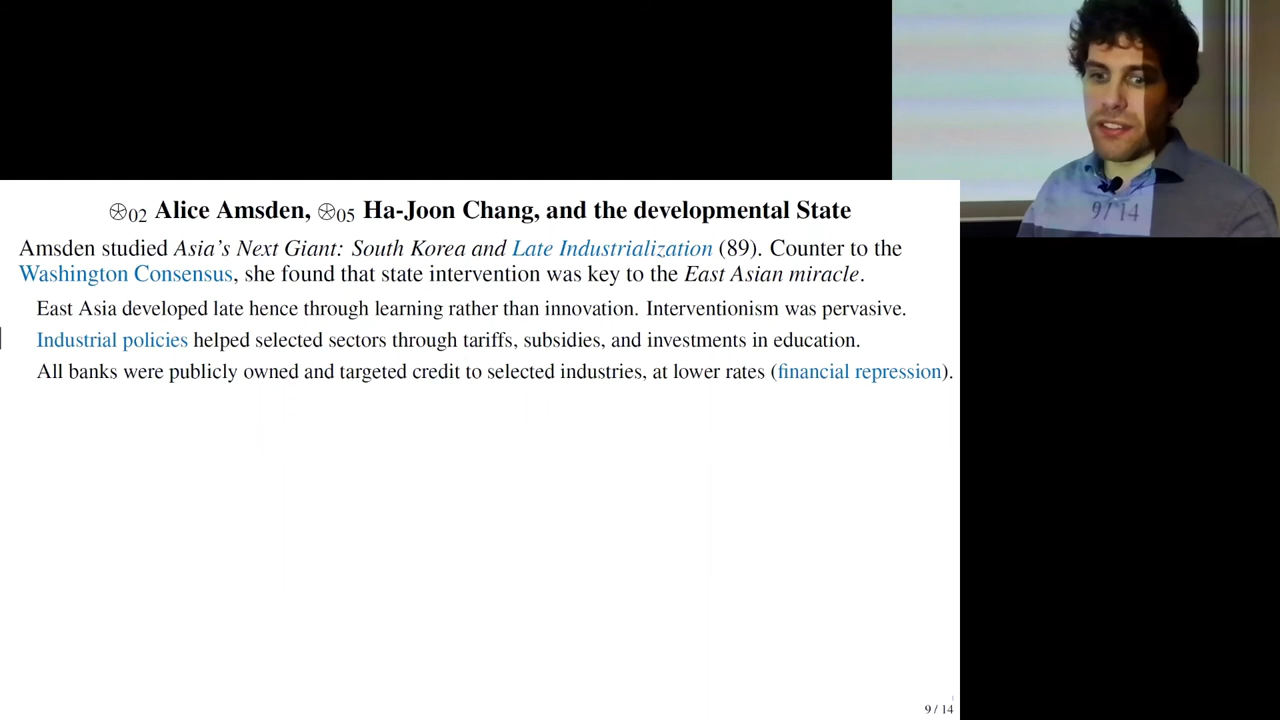 ⊛02 Alice Amsden, ⊛05 Ha-Joon Chang, and the developmental State
Amsden studied Asia's Next Giant: South Korea and Late Industrialization (89). Counter to the
Washington Consensus, she found that state intervention was key to the East Asian miracle.
East Asia developed late hence through learning rather than innovation. Interventionism was pervasive.
Industrial policies helped selected sectors through tariffs, subsidies, and investments in education.
All banks were publicly owned and targeted credit to selected industries, at lower rates (financial repression).
9 / 14
9/14